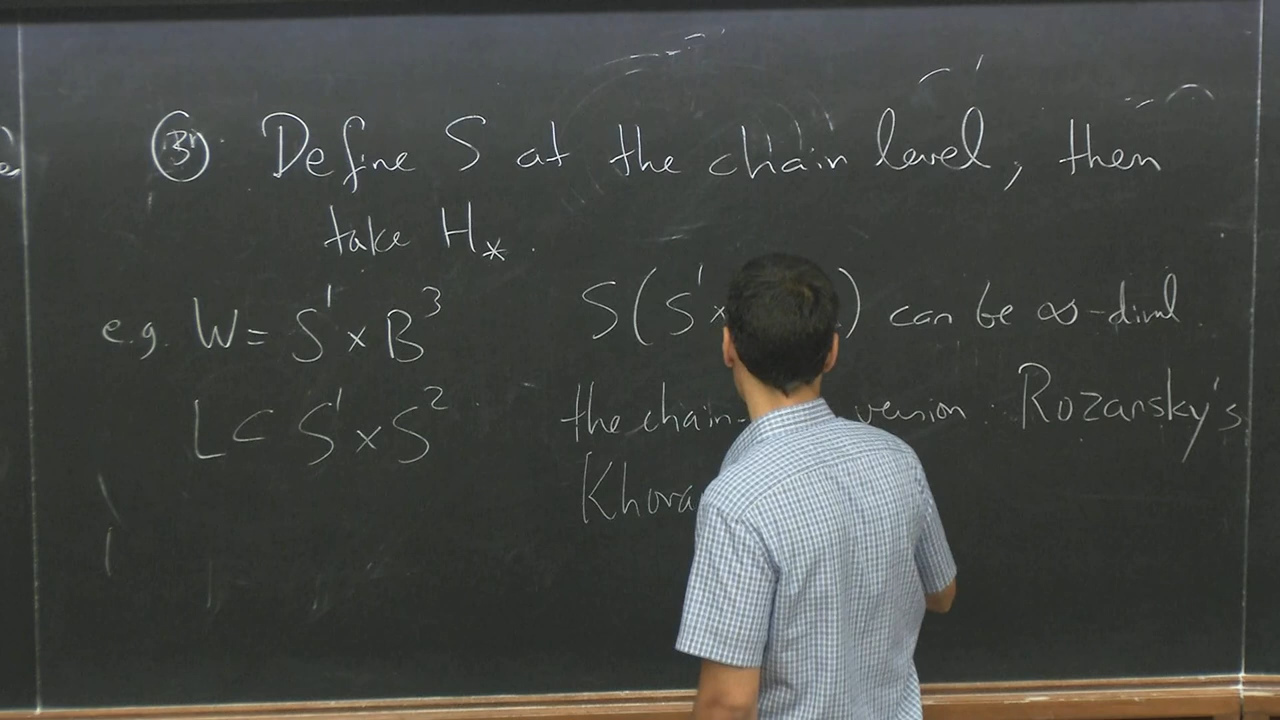 ③ Define S at the chain level, then
take H_*.
e.g. W = S¹ × B³
L ⊂ S¹ × S²
S(S¹ × ) can be ∞-diml.
the chain- version: Rozansky's
Khova